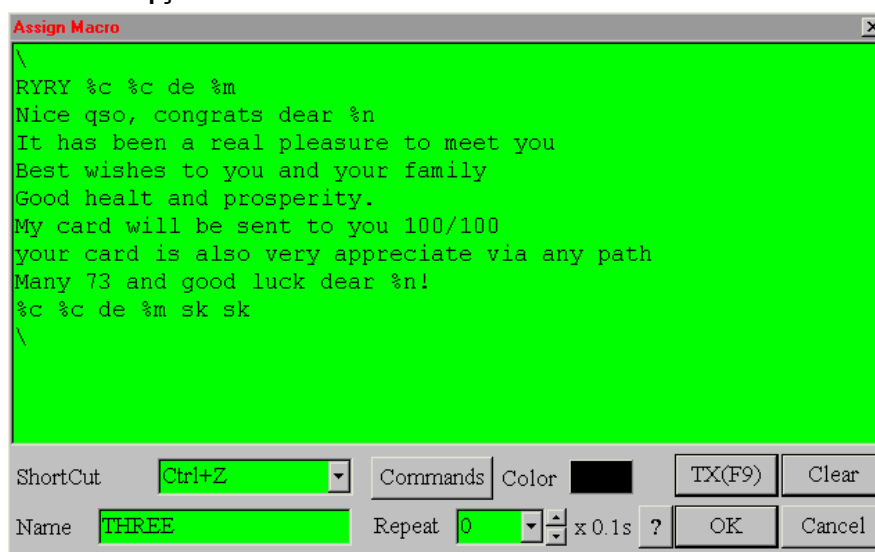 Assign Macro
\
RYRY %c %c de %m
Nice qso, congrats dear %n
It has been a real pleasure to meet you
Best wishes to you and your family
Good healt and prosperity.
My card will be sent to you 100/100
your card is also very appreciate via any path
Many 73 and good luck dear %n!
%c %c de %m sk sk
\
ShortCut Ctrl+Z Commands Color TX(F9) Clear
Name THREE Repeat 0 x 0.1s ? OK Cancel